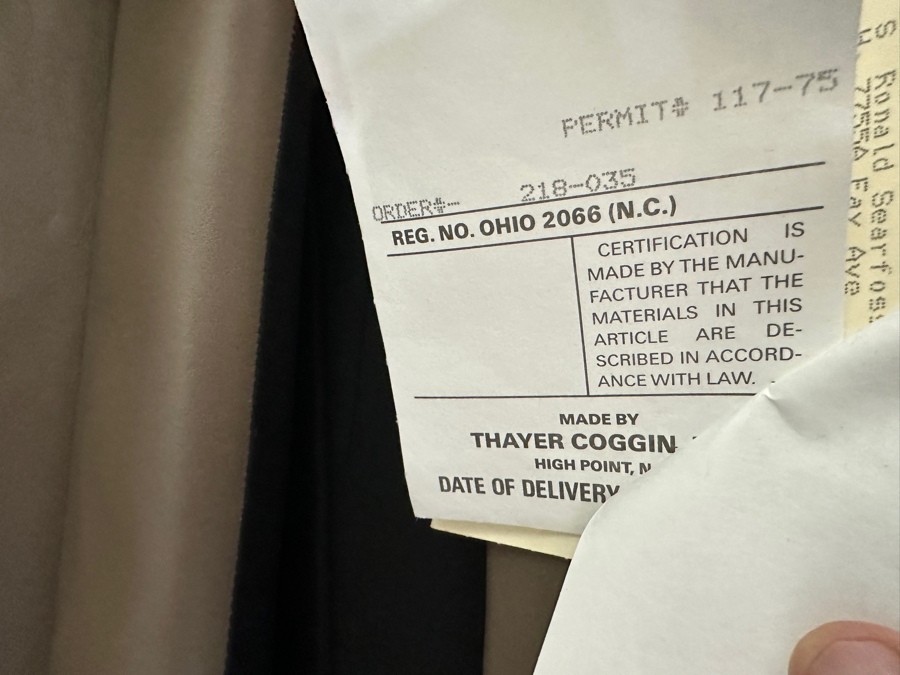 PERMIT# 117-75
ORDER#- 218-035
REG. NO. OHIO 2066 (N.C.)
CERTIFICATION IS
MADE BY THE MANU-
FACTURER THAT THE
MATERIALS IN THIS
ARTICLE ARE DE-
SCRIBED IN ACCORD-
ANCE WITH LAW.
MADE BY
THAYER COGGIN
HIGH POINT, N
DATE OF DELIVERY
S Ronald Searfoss
Fay Ave